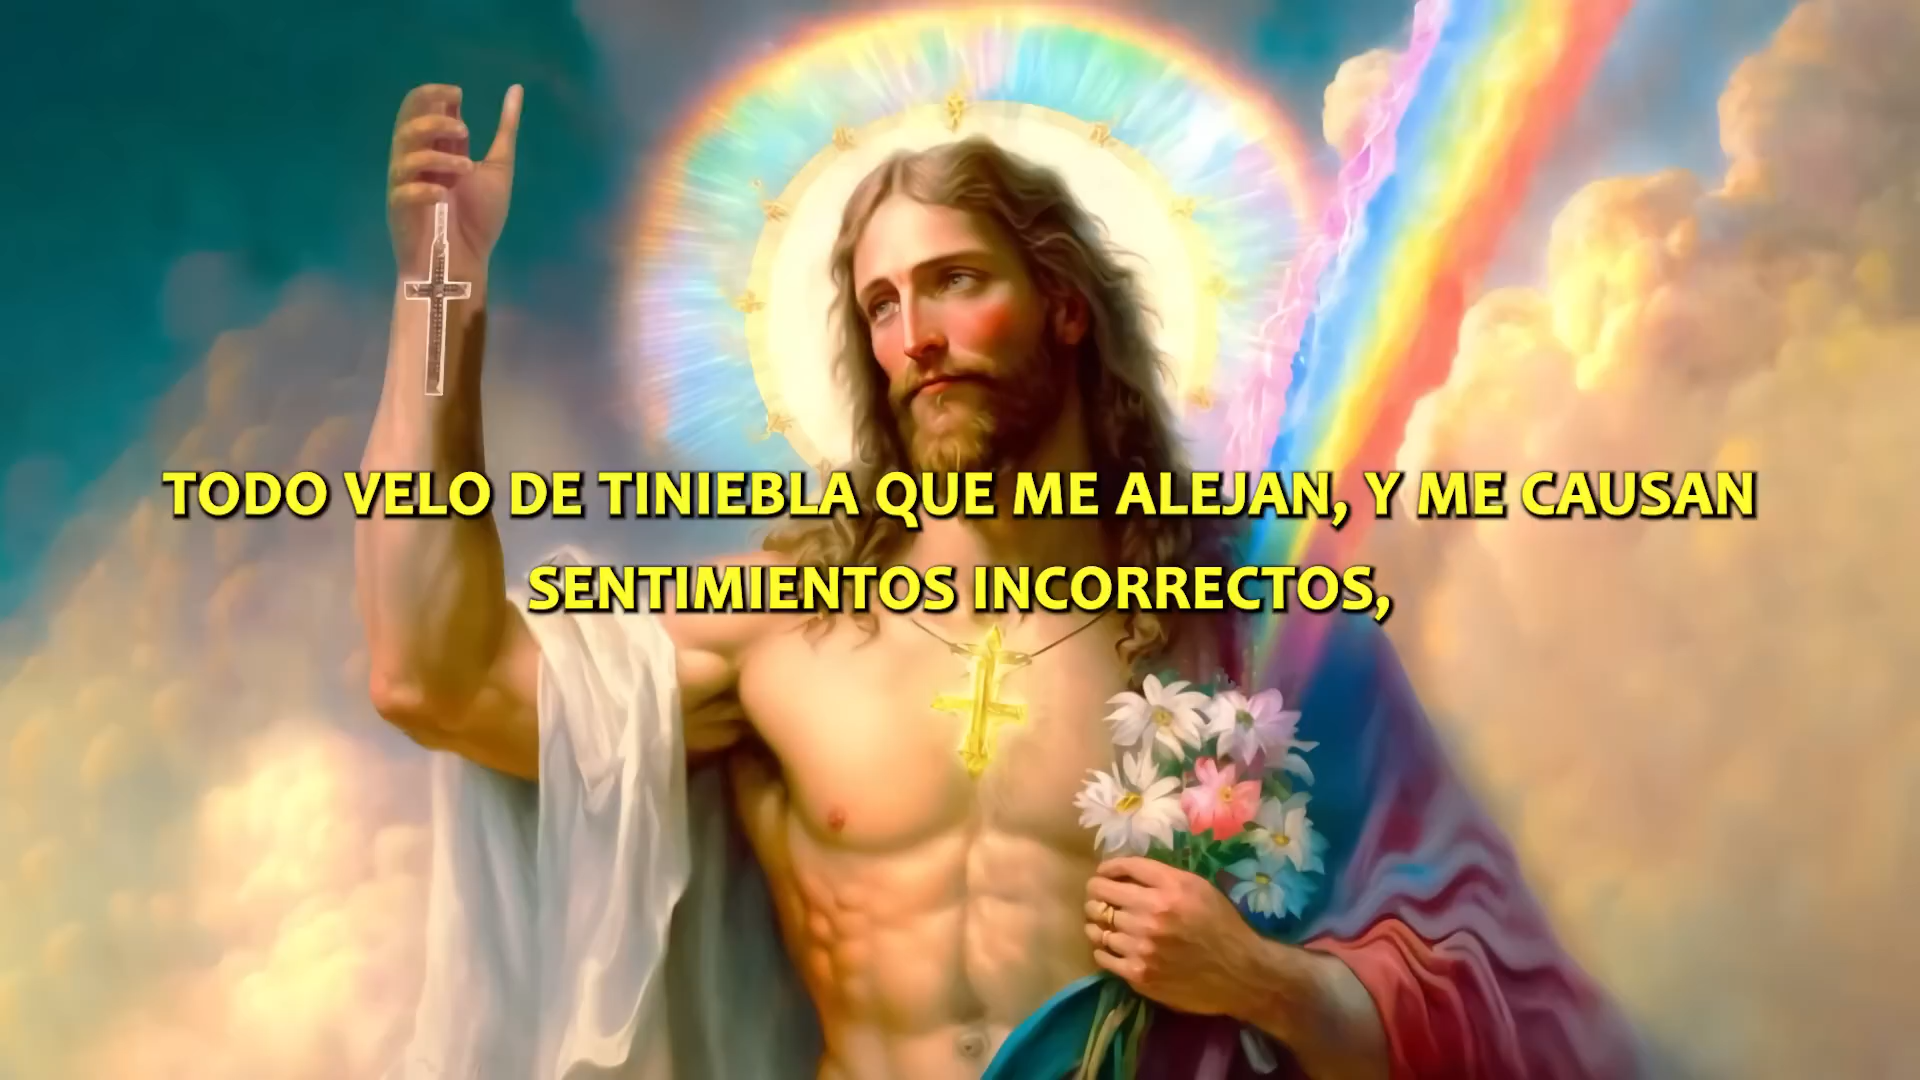 TODO VELO DE TINIEBLA QUE ME ALEJAN, Y ME CAUSAN
SENTIMIENTOS INCORRECTOS,